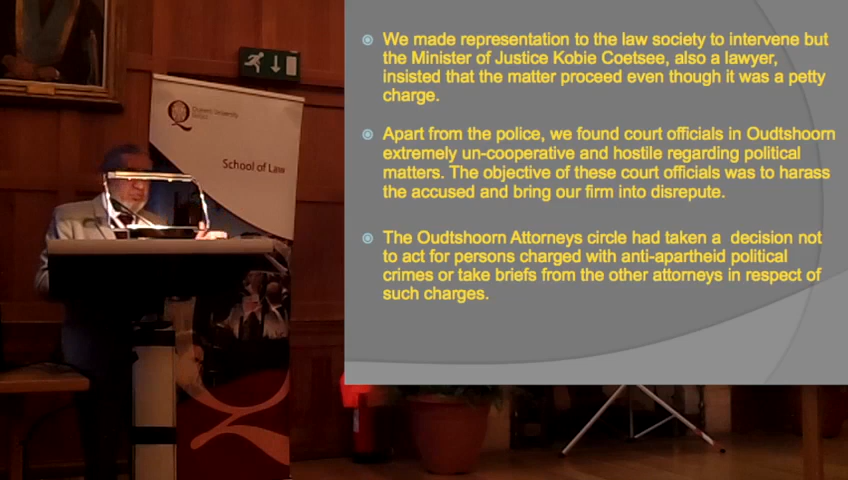 We made representation to the law society to intervene but
the Minister of Justice Kobie Coetsee, also a lawyer,
insisted that the matter proceed even though it was a petty
charge.
Apart from the police, we found court officials in Oudtshoorn
extremely un-cooperative and hostile regarding political
matters. The objective of these court officials was to harass
the accused and bring our firm into disrepute.
The Oudtshoorn Attorneys circle had taken a decision not
to act for persons charged with anti-apartheid political
crimes or take briefs from the other attorneys in respect of
such charges.
Queen's University
Belfast
School of Law